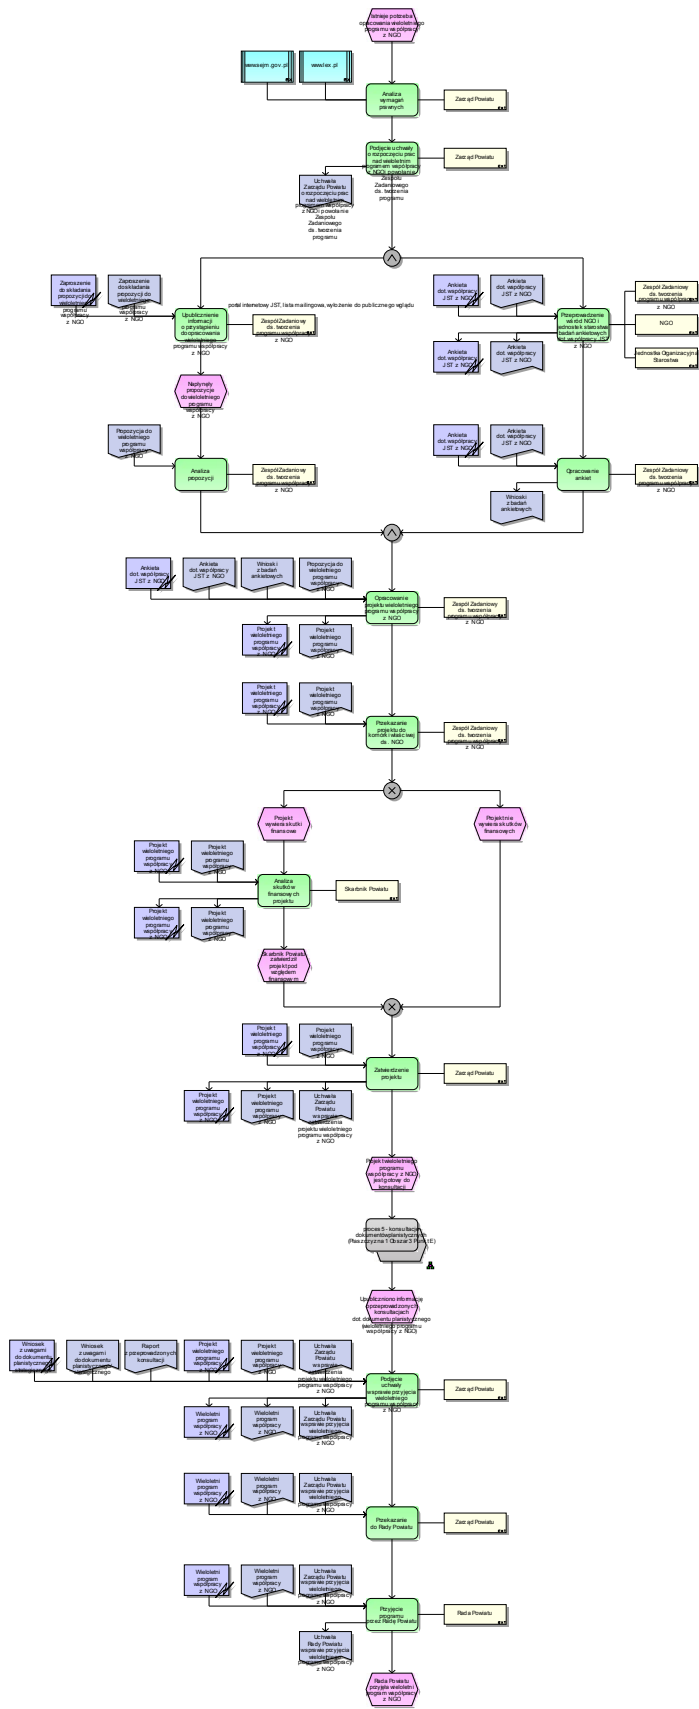 Istnieje potrzeba
opracowania wieloletniego
programu współpracy
z NGO
www.sejm.gov.pl
www.lex.pl
Analiza
wymagań
prawnych
Zarząd Powiatu
Podjęcie uchwały
o rozpoczęciu prac
nad wieloletnim
programem współpracy
z NGO i powołanie
Zespołu
Zadaniowego
ds. tworzenia
programu
Zarząd Powiatu
Uchwała
Zarządu Powiatu
o rozpoczęciu prac
nad wieloletnim
programem współpracy
z NGO i powołanie
Zespołu
Zadaniowego
ds. tworzenia
programu
Zaproszenie
do składania
propozycji do
wieloletniego
programu
współpracy
z NGO
Zaproszenie
do składania
propozycji do
wieloletniego
programu
współpracy
z NGO
Upublicznienie
informacji
o przystąpieniu
do opracowania
wieloletniego
programu współpracy
z NGO
portal internetowy JST, lista mailingowa, wyłożenie do publicznego wglądu
Zespół Zadaniowy
ds. tworzenia
programu współpracy
z NGO
Ankieta
dot. współpracy
JST z NGO
Ankieta
dot. współpracy
JST z NGO
Przeprowadzenie
wśród NGO i
jednostek starostwa
badań ankietowych
dot. współpracy JST
z NGO
Zespół Zadaniowy
ds. tworzenia
programu współpracy
z NGO
NGO
Jednostka Organizacyjna
Starostwa
Ankieta
dot. współpracy
JST z NGO
Ankieta
dot. współpracy
JST z NGO
Napłynęły
propozycje
do wieloletniego
programu
współpracy
z NGO
Propozycja do
wieloletniego
programu
współpracy
z NGO
Analiza
propozycji
Zespół Zadaniowy
ds. tworzenia
programu współpracy
z NGO
Ankieta
dot. współpracy
JST z NGO
Ankieta
dot. współpracy
JST z NGO
Opracowanie
ankiet
Zespół Zadaniowy
ds. tworzenia
programu współpracy
z NGO
Wnioski
z badań
ankietowych
Ankieta
dot. współpracy
JST z NGO
Ankieta
dot. współpracy
JST z NGO
Wnioski
z badań
ankietowych
Propozycja do
wieloletniego
programu
współpracy
z NGO
Opracowanie
projektu wieloletniego
programu współpracy
z NGO
Zespół Zadaniowy
ds. tworzenia
programu współpracy
z NGO
Projekt
wieloletniego
programu
współpracy
z NGO
Projekt
wieloletniego
programu
współpracy
z NGO
Projekt
wieloletniego
programu
współpracy
z NGO
Projekt
wieloletniego
programu
współpracy
z NGO
Przekazanie
projektu do
komórki właściwej
ds. NGO
Zespół Zadaniowy
ds. tworzenia
programu współpracy
z NGO
Projekt
wywiera skutki
finansowe
Projekt nie
wywiera skutków
finansowych
Projekt
wieloletniego
programu
współpracy
z NGO
Projekt
wieloletniego
programu
współpracy
z NGO
Analiza
skutków
finansowych
projektu
Skarbnik Powiatu
Projekt
wieloletniego
programu
współpracy
z NGO
Projekt
wieloletniego
programu
współpracy
z NGO
Skarbnik Powiatu
zatwierdził
projekt pod
względem
finansowym
Projekt
wieloletniego
programu
współpracy
z NGO
Projekt
wieloletniego
programu
współpracy
z NGO
Zatwierdzenie
projektu
Zarząd Powiatu
Projekt
wieloletniego
programu
współpracy
z NGO
Projekt
wieloletniego
programu
współpracy
z NGO
Uchwała
Zarządu
Powiatu
w sprawie
zatwierdzenia
projektu wieloletniego
programu współpracy
z NGO
Projekt wieloletniego
programu
współpracy z NGO
jest gotowy do
konsultacji
proces 5 - konsultacje
dokumentów planistycznych
(Płaszczyzna 1 Obszar 3 Punkt E)
Upubliczniono informację
o przeprowadzonych
konsultacjach
dot. dokumentu planistycznego
(wieloletniego programu
współpracy z NGO)
Wniosek
z uwagami
do dokumentu
planistycznego/
strategicznego
Wniosek
z uwagami
do dokumentu
planistycznego/
strategicznego
Raport
z przeprowadzonych
konsultacji
Projekt
wieloletniego
programu
współpracy
z NGO
Projekt
wieloletniego
programu
współpracy
z NGO
Uchwała
Zarządu
Powiatu
w sprawie
zatwierdzenia
projektu wieloletniego
programu współpracy
z NGO
Podjęcie
uchwały
w sprawie przyjęcia
wieloletniego
programu współpracy
z NGO
Zarząd Powiatu
Wieloletni
program
współpracy
z NGO
Wieloletni
program
współpracy
z NGO
Uchwała
Zarządu Powiatu
w sprawie przyjęcia
wieloletniego
programu współpracy
z NGO
Wieloletni
program
współpracy
z NGO
Wieloletni
program
współpracy
z NGO
Uchwała
Zarządu Powiatu
w sprawie przyjęcia
wieloletniego
programu współpracy
z NGO
Przekazanie
do Rady Powiatu
Zarząd Powiatu
Wieloletni
program
współpracy
z NGO
Wieloletni
program
współpracy
z NGO
Uchwała
Zarządu Powiatu
w sprawie przyjęcia
wieloletniego
programu współpracy
z NGO
Przyjęcie
programu
przez Radę Powiatu
Rada Powiatu
Uchwała
Rady Powiatu
w sprawie przyjęcia
wieloletniego
programu współpracy
z NGO
Rada Powiatu
przyjęła wieloletni
program współpracy
z NGO